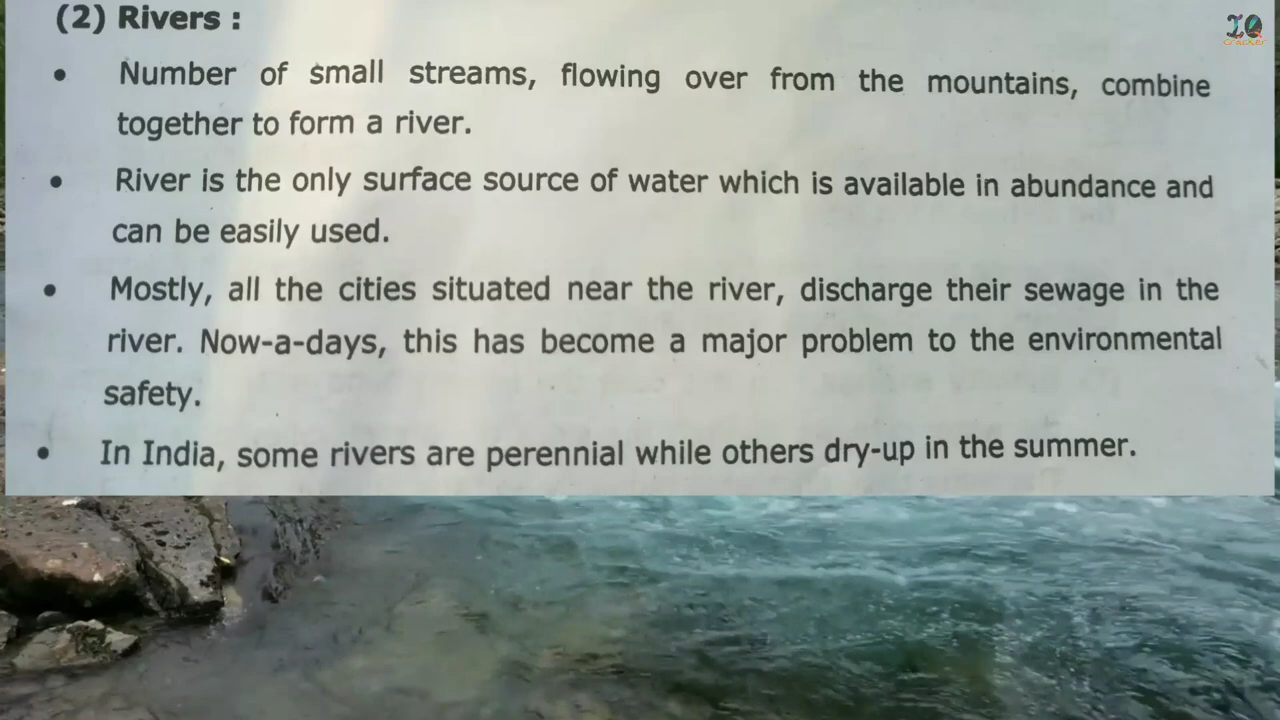 (2) Rivers :
• Number of small streams, flowing over from the mountains, combine
together to form a river.
• River is the only surface source of water which is available in abundance and
can be easily used.
• Mostly, all the cities situated near the river, discharge their sewage in the
river. Now-a-days, this has become a major problem to the environmental
safety.
• In India, some rivers are perennial while others dry-up in the summer.
IQ
cracker